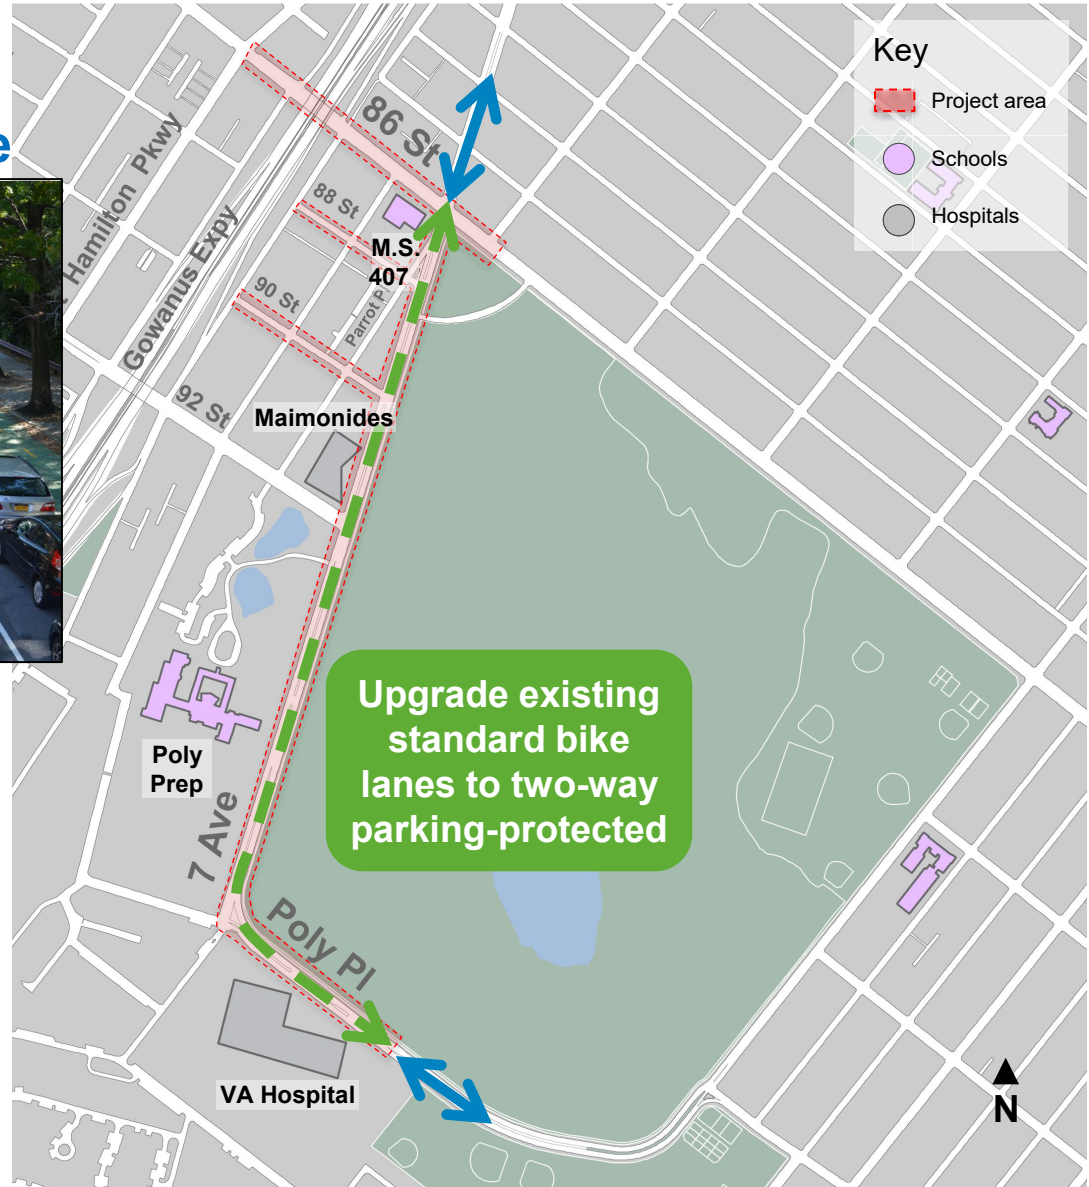 e
Key
Project area
Schools
Hospitals
86 St
88 St
M.S.
407
90 St
Parrot P
Hamilton Pkwy
Gowanus Expy
92 St
Maimonides
Upgrade existing
standard bike
lanes to two-way
parking-protected
Poly
Prep
7 Ave
Poly Pl
VA Hospital
N